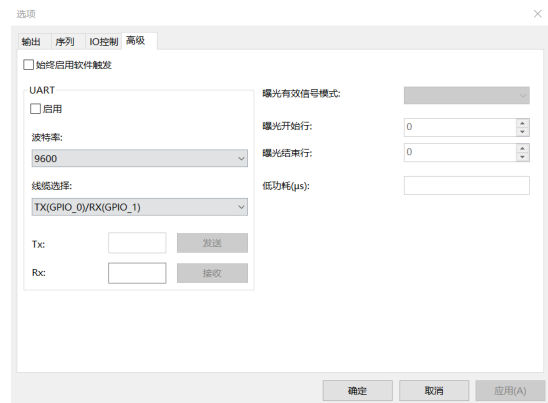 选项
输出 序列 IO控制 高级
始终启用软件触发
UART
启用
波特率:
9600
线缆选择:
TX(GPIO_0)/RX(GPIO_1)
Tx: 发送
Rx: 接收
曝光有效信号模式:
曝光开始行: 0
曝光结束行: 0
低功耗(μs):
确定 取消 应用(A)